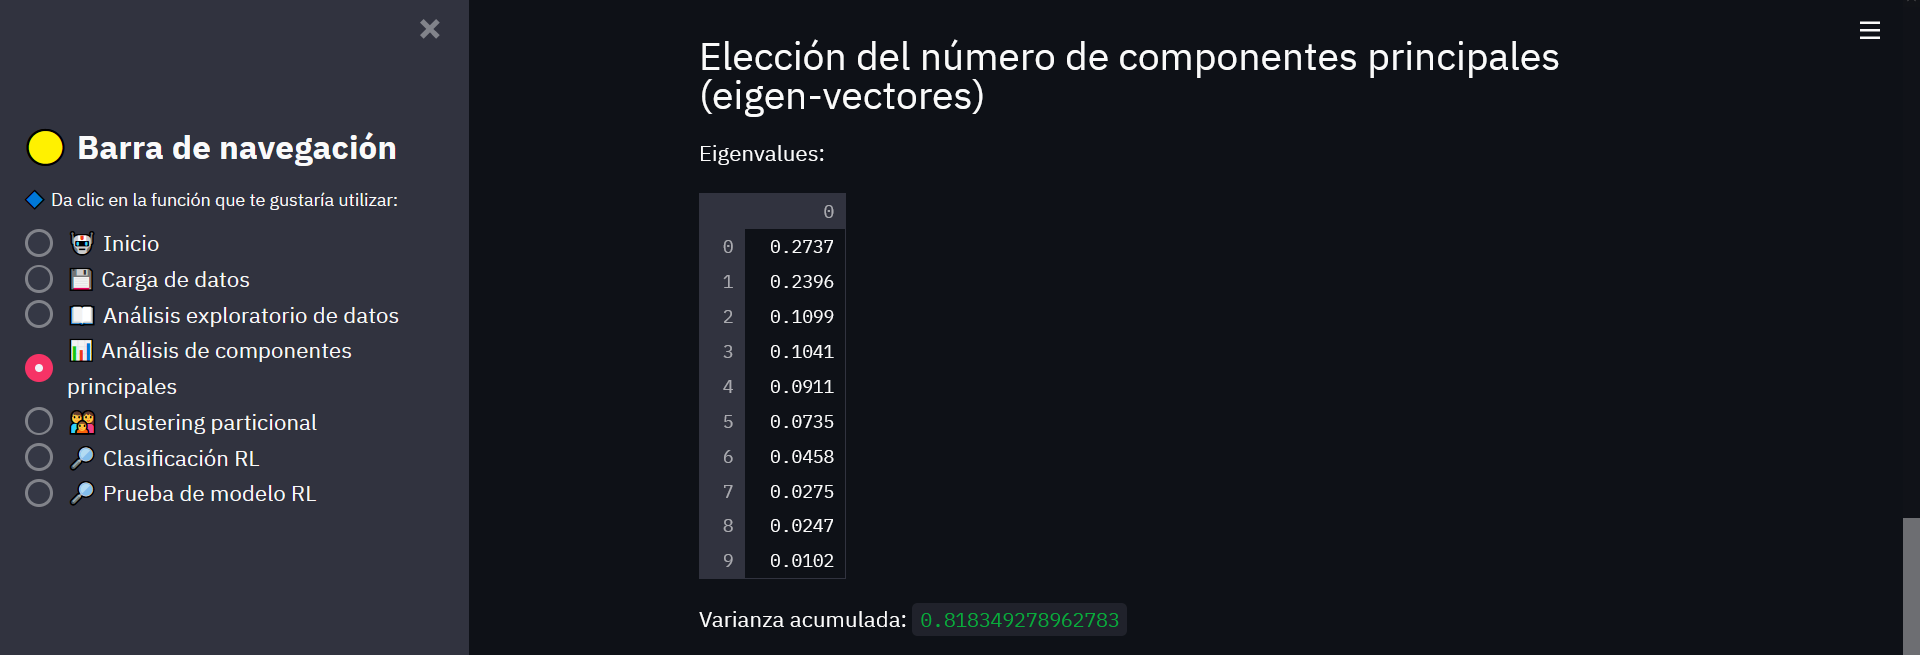 Barra de navegación
Da clic en la función que te gustaría utilizar:
Inicio
Carga de datos
Análisis exploratorio de datos
Análisis de componentes
principales
Clustering particional
Clasificación RL
Prueba de modelo RL
Elección del número de componentes principales
(eigen-vectores)
Eigenvalues:
0
0 0.2737
1 0.2396
2 0.1099
3 0.1041
4 0.0911
5 0.0735
6 0.0458
7 0.0275
8 0.0247
9 0.0102
Varianza acumulada: 0.818349278962783